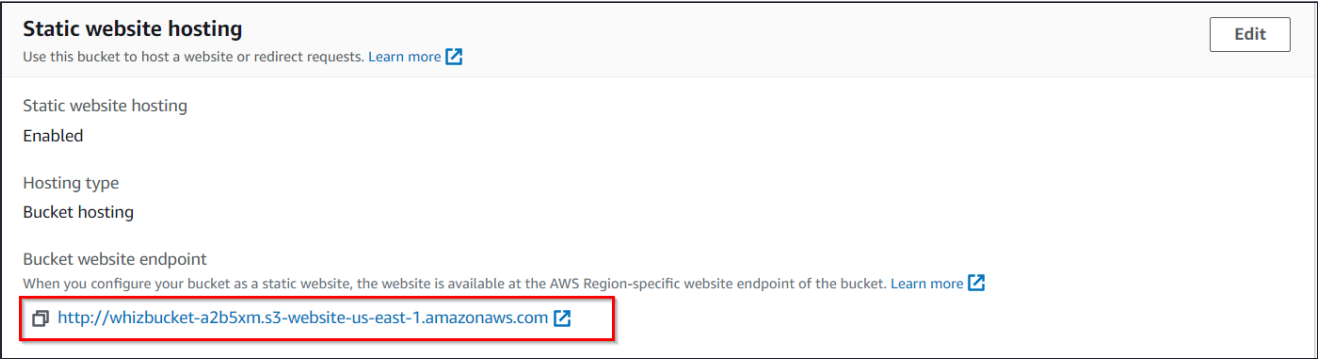 Static website hosting
Edit
Use this bucket to host a website or redirect requests. Learn more
Static website hosting
Enabled
Hosting type
Bucket hosting
Bucket website endpoint
When you configure your bucket as a static website, the website is available at the AWS Region-specific website endpoint of the bucket. Learn more
http://whizbucket-a2b5xm.s3-website-us-east-1.amazonaws.com